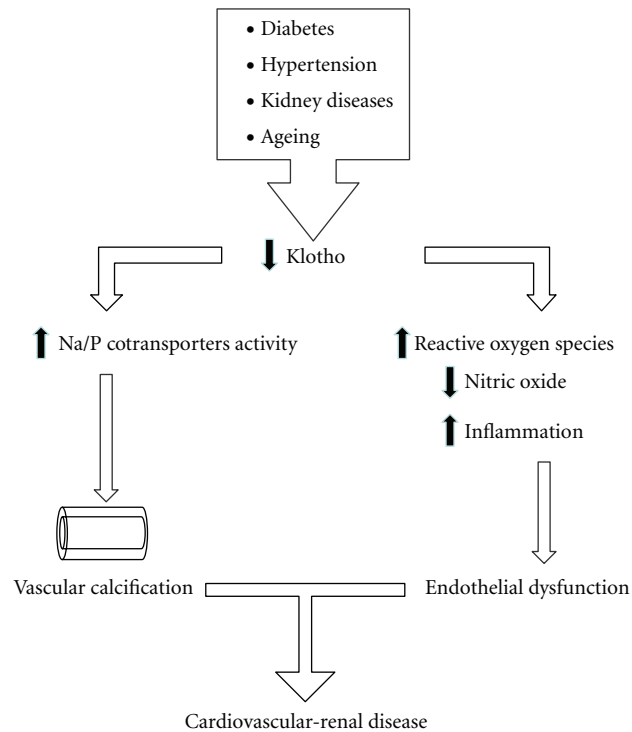 • Diabetes
• Hypertension
• Kidney diseases
• Ageing
Klotho
Na/P cotransporters activity
Reactive oxygen species
Nitric oxide
Inflammation
Vascular calcification
Endothelial dysfunction
Cardiovascular-renal disease